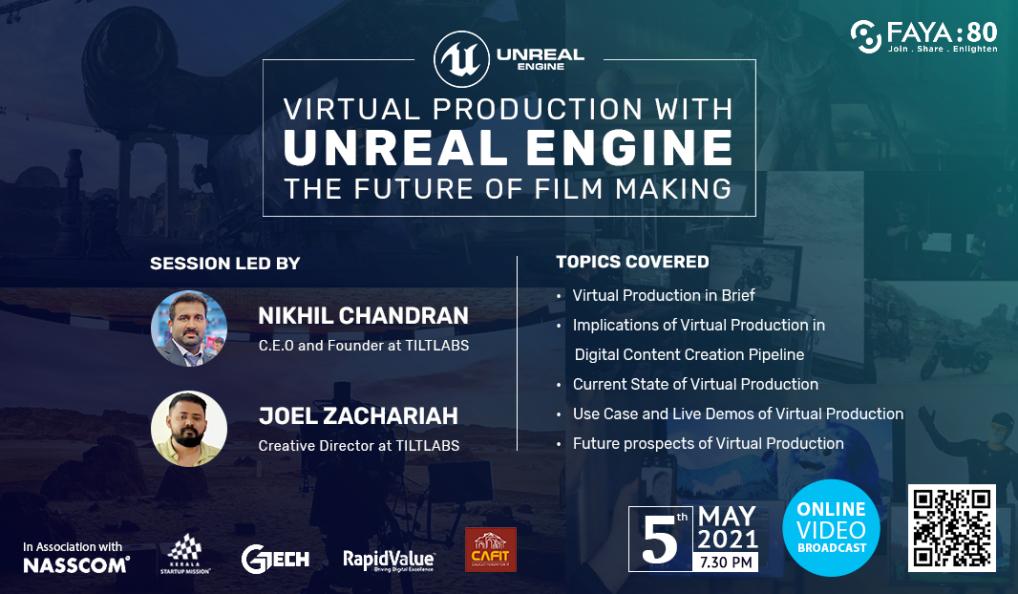 FAYA:80
Join . Share . Enlighten
UNREAL
ENGINE
VIRTUAL PRODUCTION WITH
UNREAL ENGINE
THE FUTURE OF FILM MAKING
SESSION LED BY
NIKHIL CHANDRAN
C.E.O and Founder at TILTLABS
JOEL ZACHARIAH
Creative Director at TILTLABS
TOPICS COVERED
• Virtual Production in Brief
• Implications of Virtual Production in
Digital Content Creation Pipeline
• Current State of Virtual Production
• Use Case and Live Demos of Virtual Production
• Future prospects of Virtual Production
In Association with
NASSCOM®
KERALA
STARTUP MISSION
GTECH
RapidValue
Driving Digital Excellence
CAFIT
5th
MAY
2021
7.30 PM
ONLINE
VIDEO
BROADCAST